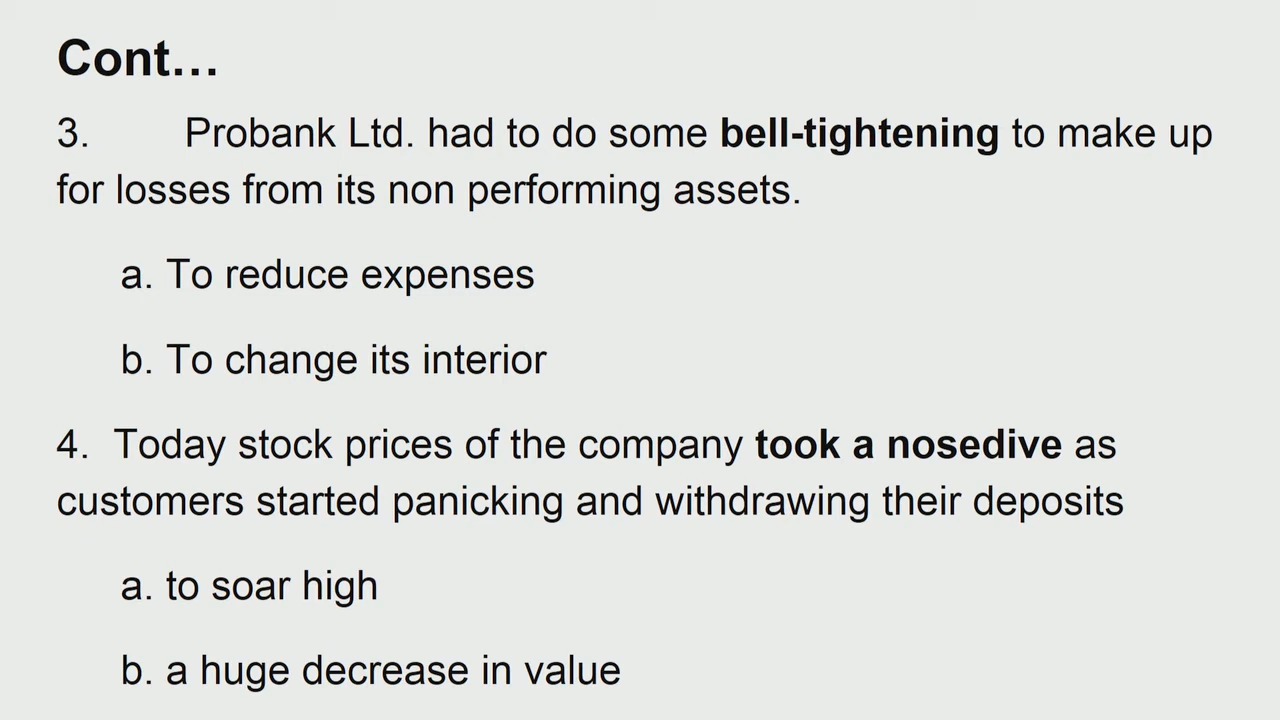 Cont...
3. Probank Ltd. had to do some bell-tightening to make up
for losses from its non performing assets.
a. To reduce expenses
b. To change its interior
4. Today stock prices of the company took a nosedive as
customers started panicking and withdrawing their deposits
a. to soar high
b. a huge decrease in value